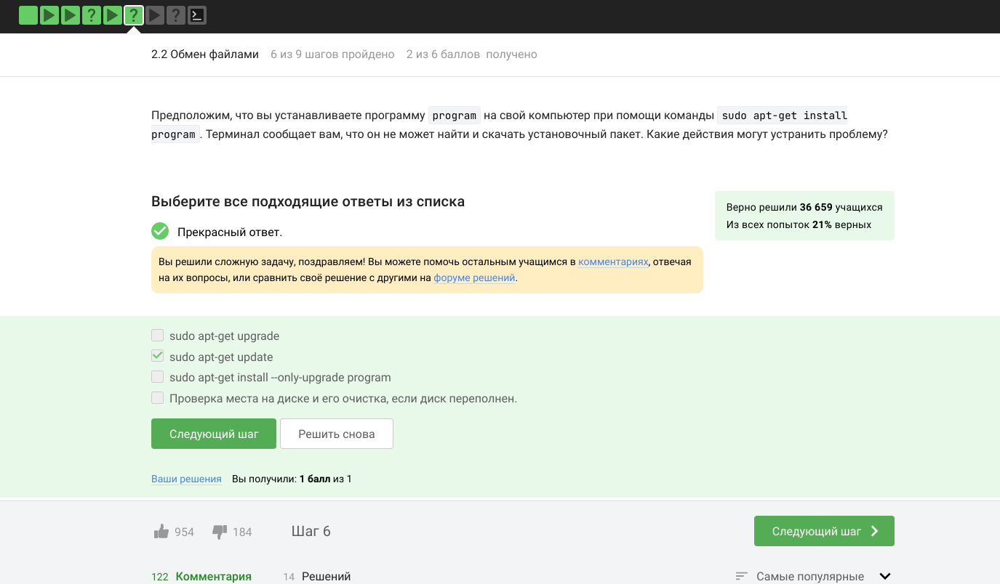 2.2 Обмен файлами 6 из 9 шагов пройдено 2 из 6 баллов получено
Предположим, что вы устанавливаете программу program на свой компьютер при помощи команды sudo apt-get install
program. Терминал сообщает вам, что он не может найти и скачать установочный пакет. Какие действия могут устранить проблему?
Выберите все подходящие ответы из списка
Верно решили 36 659 учащихся
Из всех попыток 21% верных
Прекрасный ответ.
Вы решили сложную задачу, поздравляем! Вы можете помочь остальным учащимся в комментариях, отвечая
на их вопросы, или сравнить своё решение с другими на форуме решений.
sudo apt-get upgrade
sudo apt-get update
sudo apt-get install --only-upgrade program
Проверка места на диске и его очистка, если диск переполнен.
Следующий шаг Решить снова
Ваши решения Вы получили: 1 балл из 1
954 184 Шаг 6 Следующий шаг
122 Комментария 14 Решений Самые популярные